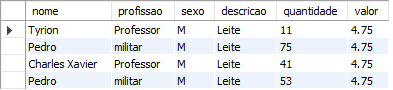 nome profissao sexo descricao quantidade valor
Tyrion Professor M Leite 11 4.75
Pedro militar M Leite 75 4.75
Charles Xavier Professor M Leite 41 4.75
Pedro militar M Leite 53 4.75